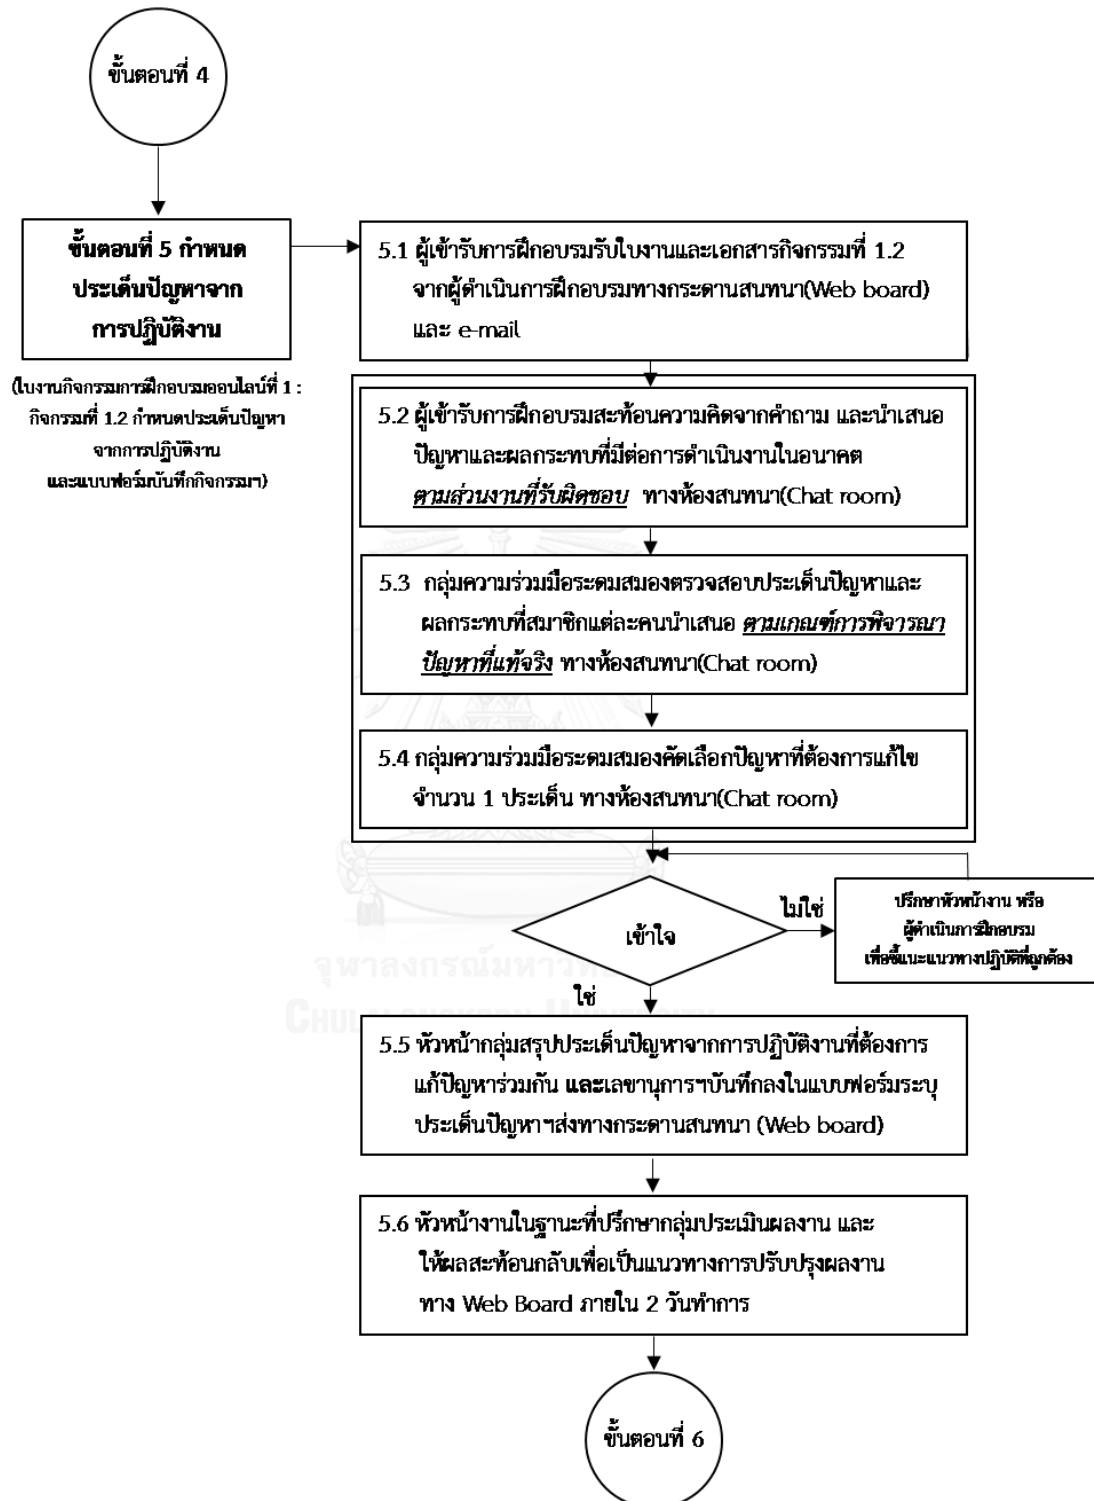 ขั้นตอนที่ 4
ขั้นตอนที่ 5 กำหนด
ประเด็นปัญหาจาก
การปฏิบัติงาน
(ใบงานกิจกรรมการฝึกอบรมออนไลน์ที่ 1 :
กิจกรรมที่ 1.2 กำหนดประเด็นปัญหา
จากการปฏิบัติงาน
และแบบฟอร์มบันทึกกิจกรรมฯ)
5.1 ผู้เข้ารับการฝึกอบรมรับใบงานและเอกสารกิจกรรมที่ 1.2
จากผู้ดำเนินการฝึกอบรมทางกระดานสนทนา(Web board)
และ e-mail
5.2 ผู้เข้ารับการฝึกอบรมสะท้อนความคิดจากคำถาม และนำเสนอ
ปัญหาและผลกระทบที่มีต่อการดำเนินงานในอนาคต
ตามส่วนงานที่รับผิดชอบ ทางห้องสนทนา(Chat room)
5.3 กลุ่มความร่วมมือระดมสมองตรวจสอบประเด็นปัญหาและ
ผลกระทบที่สมาชิกแต่ละคนนำเสนอ ตามเกณฑ์การพิจารณา
ปัญหาที่แท้จริง ทางห้องสนทนา(Chat room)
5.4 กลุ่มความร่วมมือระดมสมองคัดเลือกปัญหาที่ต้องการแก้ไข
จำนวน 1 ประเด็น ทางห้องสนทนา(Chat room)
เข้าใจ
ไม่ใช่
ปรึกษาหัวหน้างาน หรือ
ผู้ดำเนินการฝึกอบรม
เพื่อชี้แนะแนวทางปฏิบัติที่ถูกต้อง
ใช่
5.5 หัวหน้ากลุ่มสรุปประเด็นปัญหาจากการปฏิบัติงานที่ต้องการ
แก้ปัญหาร่วมกัน และเลขานุการฯบันทึกลงในแบบฟอร์มระบุ
ประเด็นปัญหาฯส่งทางกระดานสนทนา (Web board)
5.6 หัวหน้างานในฐานะที่ปรึกษากลุ่มประเมินผลงาน และ
ให้ผลสะท้อนกลับเพื่อเป็นแนวทางการปรับปรุงผลงาน
ทาง Web Board ภายใน 2 วันทำการ
ขั้นตอนที่ 6